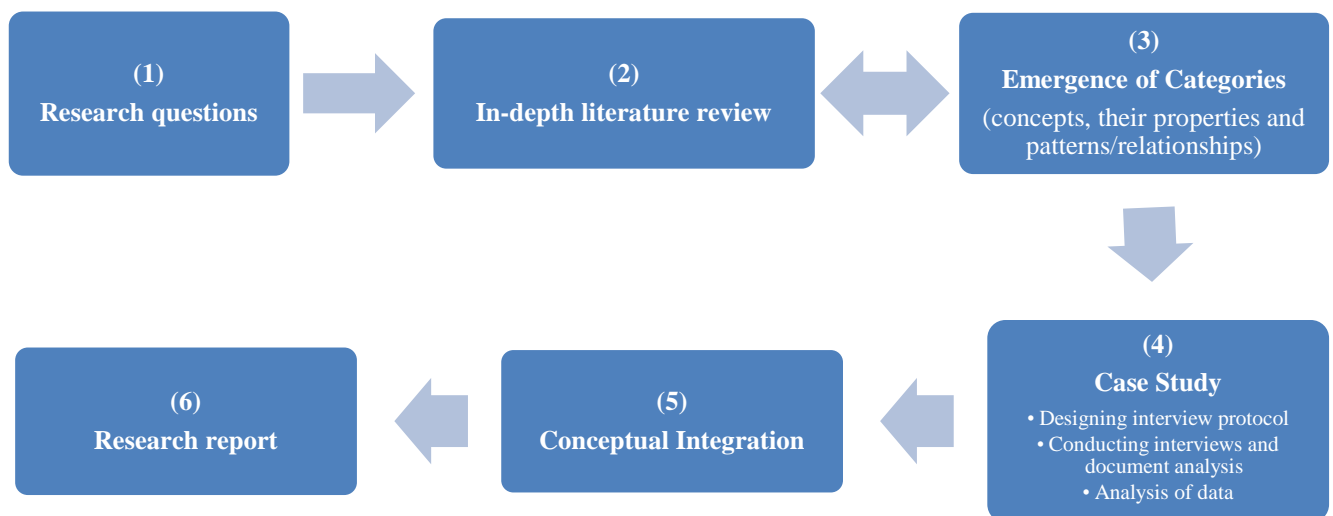 (1)
Research questions
(2)
In-depth literature review
(3)
Emergence of Categories
(concepts, their properties and
patterns/relationships)
(4)
Case Study
• Designing interview protocol
• Conducting interviews and
document analysis
• Analysis of data
(5)
Conceptual Integration
(6)
Research report